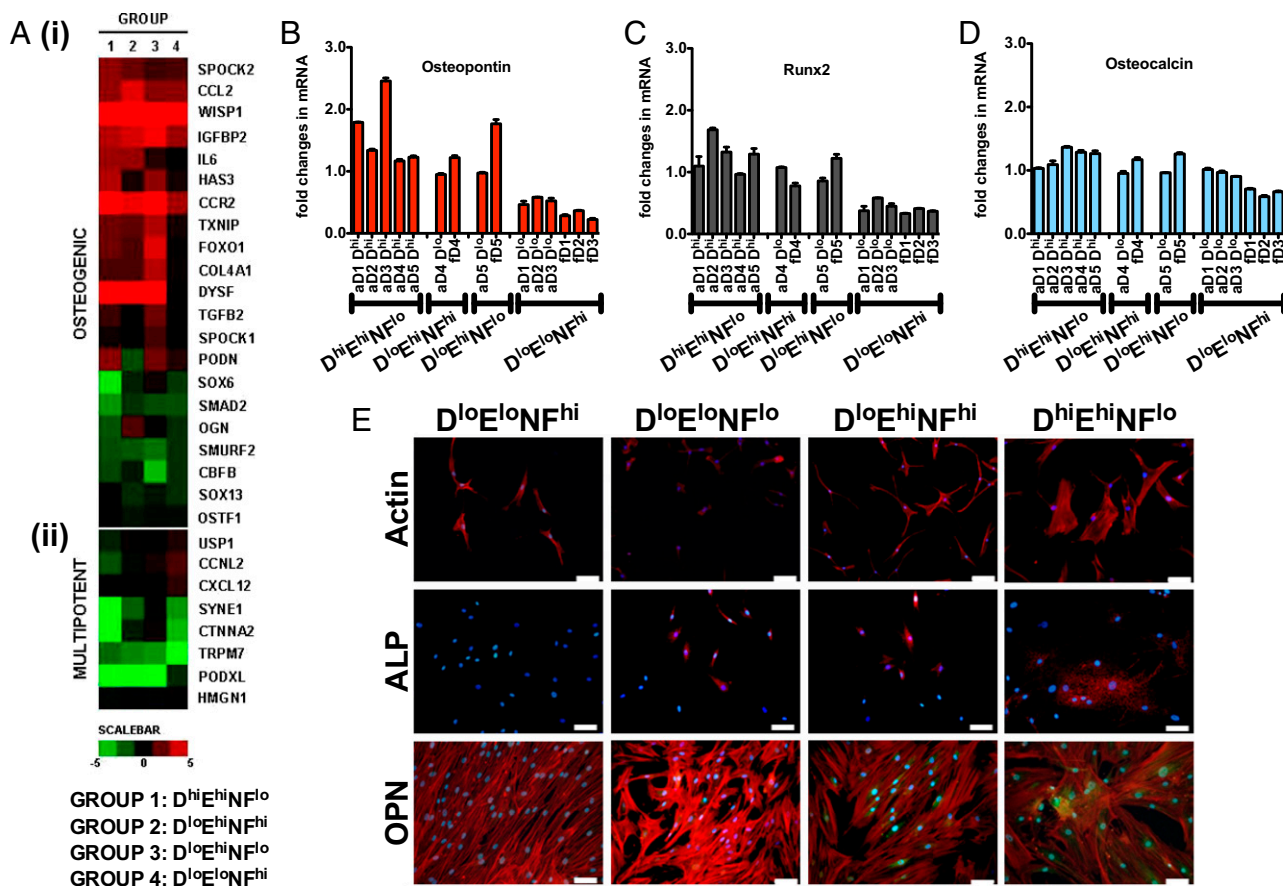 A (i)
GROUP
1 2 3 4
OSTEOGENIC
SPOCK2
CCL2
WISP1
IGFBP2
IL6
HAS3
CCR2
TXNIP
FOXO1
COL4A1
DYSF
TGFB2
SPOCK1
PODN
SOX6
SMAD2
OGN
SMURF2
CBFB
SOX13
OSTF1
(ii)
MULTIPOTENT
USP1
CCNL2
CXCL12
SYNE1
CTNNA2
TRPM7
PODXL
HMGN1
SCALEBAR
-5 0 5
GROUP 1: DhiEhiNFlo
GROUP 2: DloEhiNFhi
GROUP 3: DloEhiNFlo
GROUP 4: DloEloNFhi
B
Osteopontin
fold changes in mRNA
3.0
2.0
1.0
0.0
aD1 Dhi
aD2 Dhi
aD3 Dhi
aD4 Dhi
aD5 Dhi
aD4 Dlo
fD4
aD5 Dlo
fD5
aD1 Dlo
aD2 Dlo
aD3 Dlo
fD1
fD2
fD3
DhiEhiNFlo
DloEhiNFhi
DloEhiNFlo
DloEloNFhi
C
Runx2
fold changes in mRNA
3.0
2.0
1.0
0.0
aD1 Dhi
aD2 Dhi
aD3 Dhi
aD4 Dhi
aD5 Dhi
aD4 Dlo
fD4
aD5 Dlo
fD5
aD1 Dlo
aD2 Dlo
aD3 Dlo
fD1
fD2
fD3
DhiEhiNFlo
DloEhiNFhi
DloEhiNFlo
DloEloNFhi
D
Osteocalcin
fold changes in mRNA
3.0
2.0
1.0
0.0
aD1 Dhi
aD2 Dhi
aD3 Dhi
aD4 Dhi
aD5 Dhi
aD4 Dlo
fD4
aD5 Dlo
fD5
aD1 Dlo
aD2 Dlo
aD3 Dlo
fD1
fD2
fD3
DhiEhiNFlo
DloEhiNFhi
DloEhiNFlo
DloEloNFhi
E
DloEloNFhi DloEloNFlo DloEhiNFhi DhiEhiNFlo
Actin
ALP
OPN